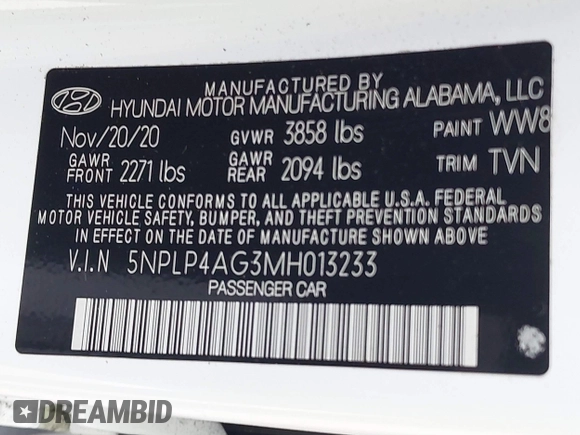 MANUFACTURED BY
HYUNDAI MOTOR MANUFACTURING ALABAMA, LLC
Nov/20/20 GVWR 3858 lbs PAINT WW8
GAWR FRONT 2271 lbs GAWR REAR 2094 lbs TRIM TVN
THIS VEHICLE CONFORMS TO ALL APPLICABLE U.S.A. FEDERAL
MOTOR VEHICLE SAFETY, BUMPER, AND THEFT PREVENTION STANDARDS
IN EFFECT ON THE DATE OF MANUFACTURE SHOWN ABOVE.
V.I.N 5NPLP4AG3MH013233
PASSENGER CAR
DREAMBID